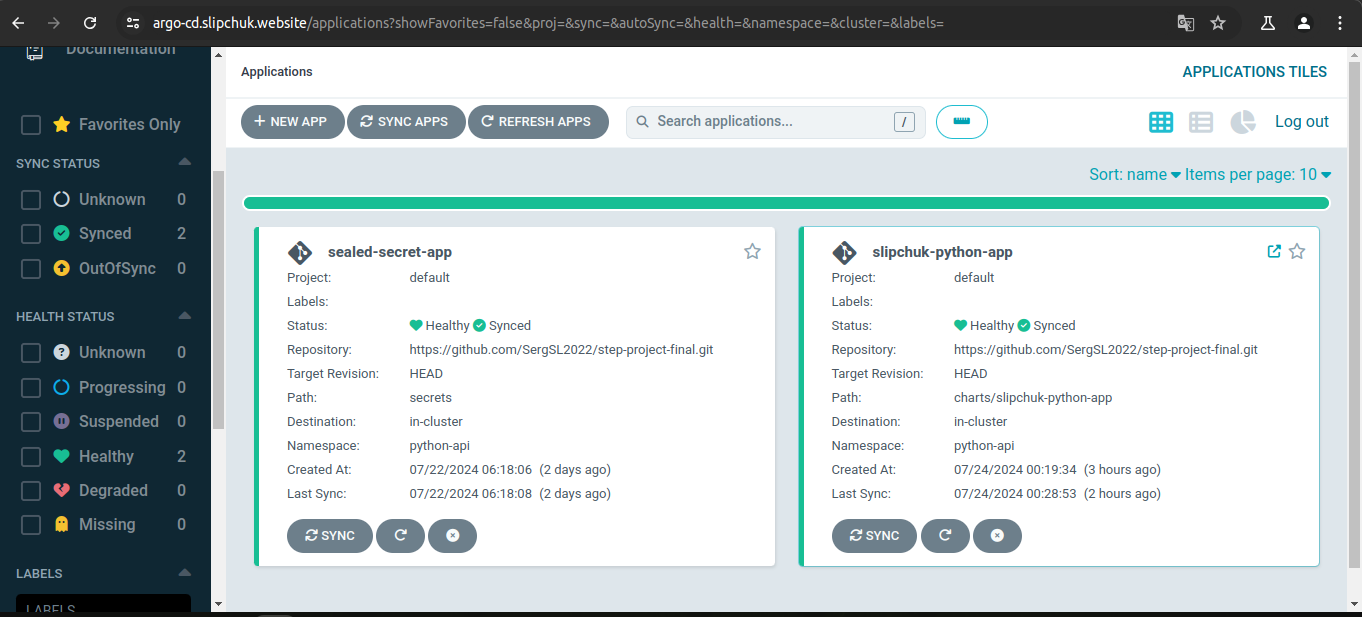 argo-cd.slipchuk.website/applications?showFavorites=false&proj=&sync=&autoSync=&health=&namespace=&cluster=&labels=
Documentation
Favorites Only
SYNC STATUS
Unknown 0
Synced 2
OutOfSync 0
HEALTH STATUS
Unknown 0
Progressing 0
Suspended 0
Healthy 2
Degraded 0
Missing 0
LABELS
LABELS
Applications
APPLICATIONS TILES
NEW APP SYNC APPS REFRESH APPS Search applications... / Log out
Sort: name Items per page: 10
sealed-secret-app
Project: default
Labels:
Status: Healthy Synced
Repository: https://github.com/SergSL2022/step-project-final.git
Target Revision: HEAD
Path: secrets
Destination: in-cluster
Namespace: python-api
Created At: 07/22/2024 06:18:06 (2 days ago)
Last Sync: 07/22/2024 06:18:08 (2 days ago)
SYNC
slipchuk-python-app
Project: default
Labels:
Status: Healthy Synced
Repository: https://github.com/SergSL2022/step-project-final.git
Target Revision: HEAD
Path: charts/slipchuk-python-app
Destination: in-cluster
Namespace: python-api
Created At: 07/24/2024 00:19:34 (3 hours ago)
Last Sync: 07/24/2024 00:28:53 (2 hours ago)
SYNC